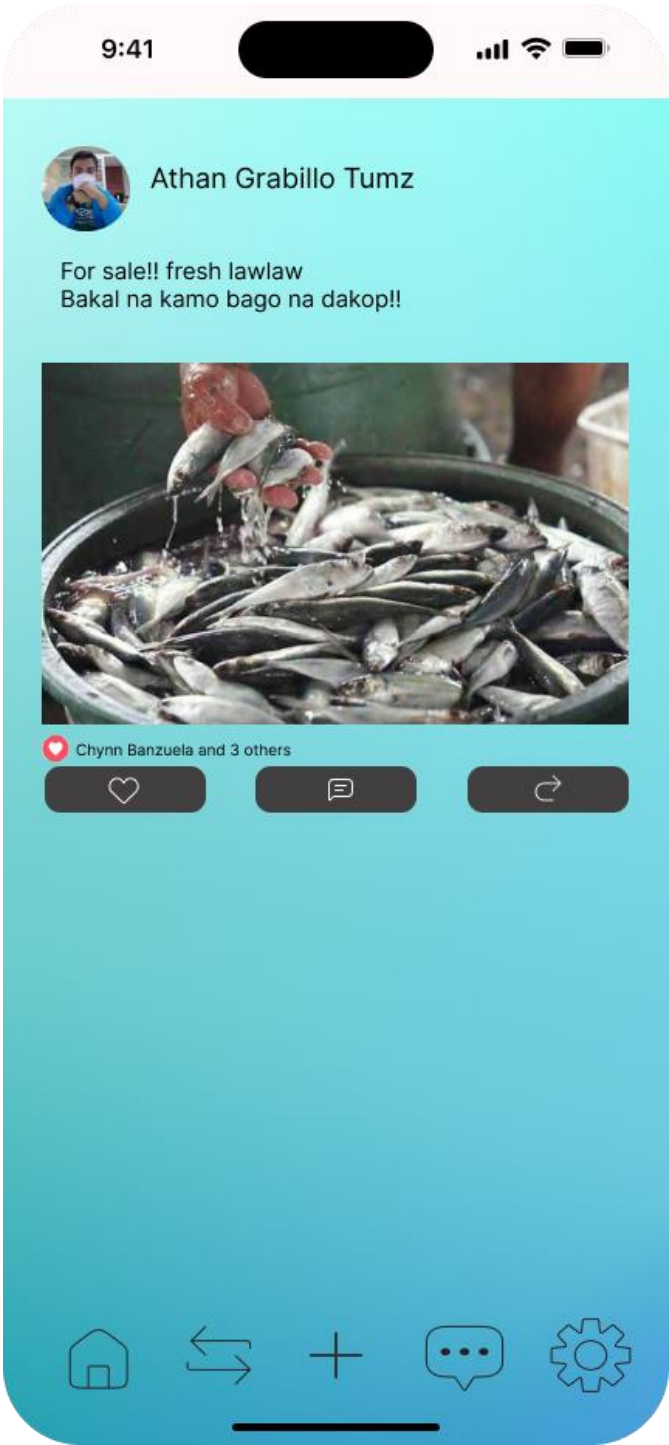 9:41
Athan Grabillo Tumz
For sale!! fresh lawlaw
Bakal na kamo bago na dakop!!
Chynn Banzuela and 3 others